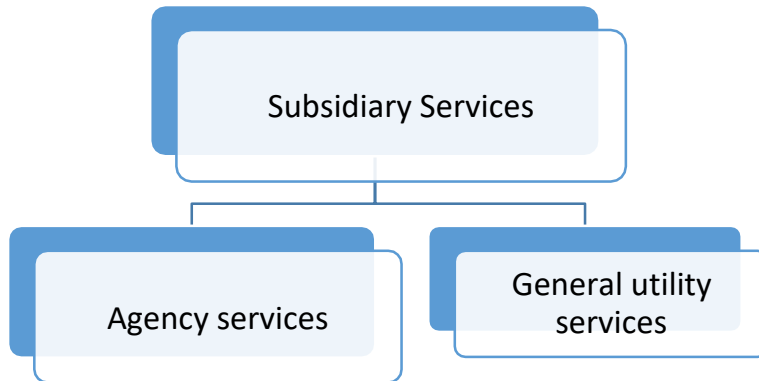 Subsidiary Services
Agency services
General utility
services